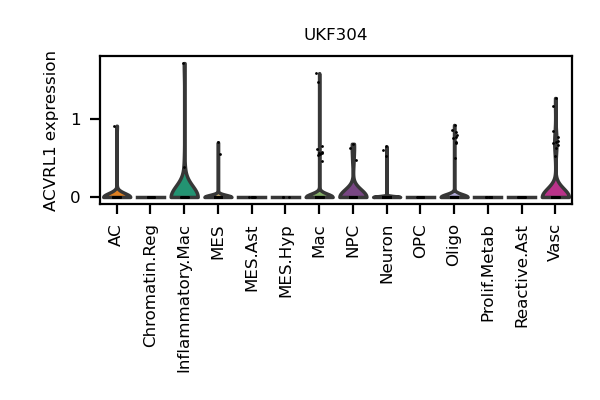 UKF304
ACVRL1 expression
1
0
AC
Chromatin.Reg
Inflammatory.Mac
MES
MES.Ast
MES.Hyp
Mac
NPC
Neuron
OPC
Oligo
Prolif.Metab
Reactive.Ast
Vasc